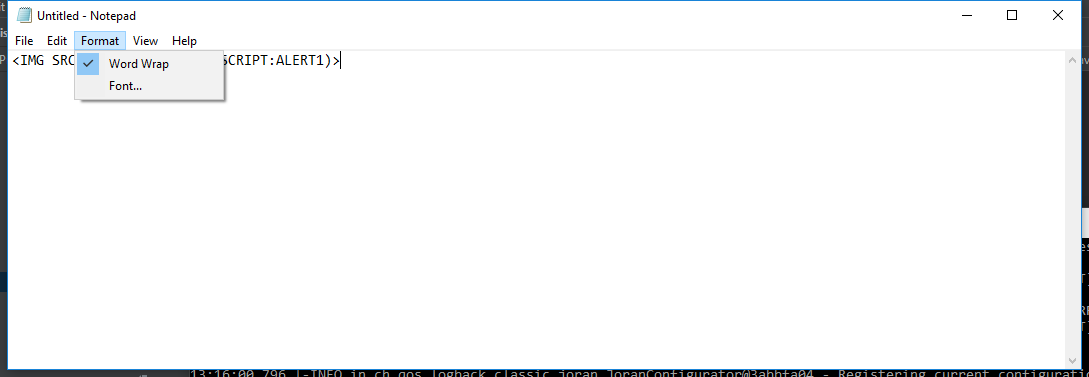 Untitled - Notepad
File Edit Format View Help
<IMG SRC SCRIPT:ALERT1)>
Word Wrap
Font...
13:16:00,796 |-INFO in ch.qos.logback.classic.joran.JoranConfigurator@3abbfa04 - Registering current configurati